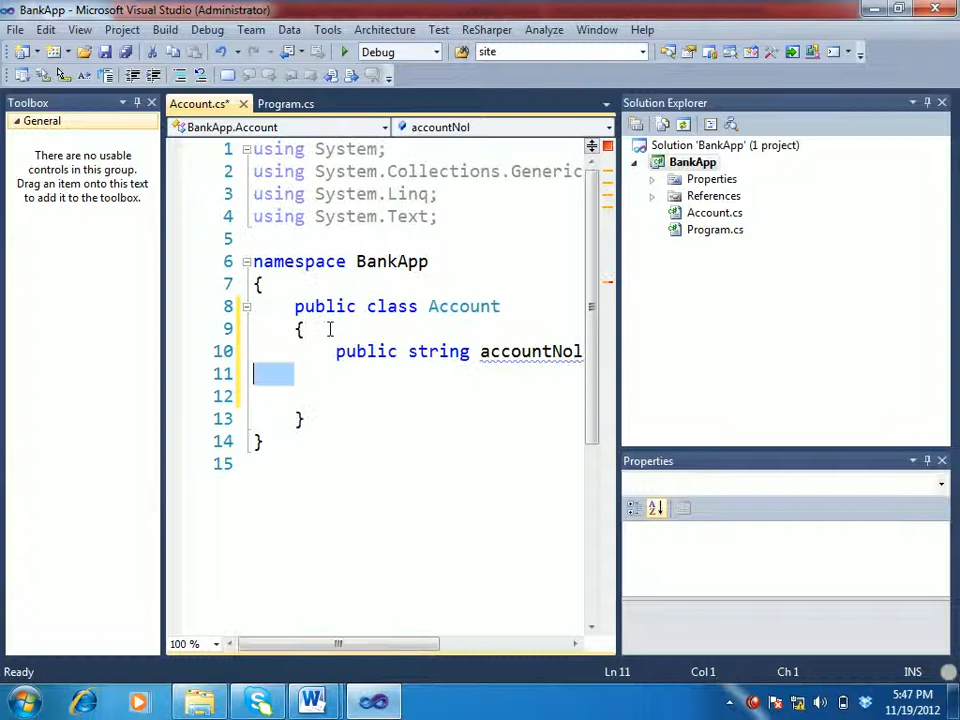 BankApp - Microsoft Visual Studio (Administrator)
File Edit View Project Build Debug Team Data Tools Architecture Test ReSharper Analyze Window Help
Debug site
Toolbox
General
There are no usable
controls in this group.
Drag an item onto this text
to add it to the toolbox.
Account.cs* Program.cs
BankApp.Account accountNol
1 using System;
2 using System.Collections.Generic
3 using System.Linq;
4 using System.Text;
5
6 namespace BankApp
7 {
8 public class Account
9 {
10 public string accountNol
11
12
13 }
14 }
15
100 %
Solution Explorer
Solution 'BankApp' (1 project)
BankApp
Properties
References
Account.cs
Program.cs
Properties
Ready Ln 11 Col 1 Ch 1 INS
5:47 PM
11/19/2012